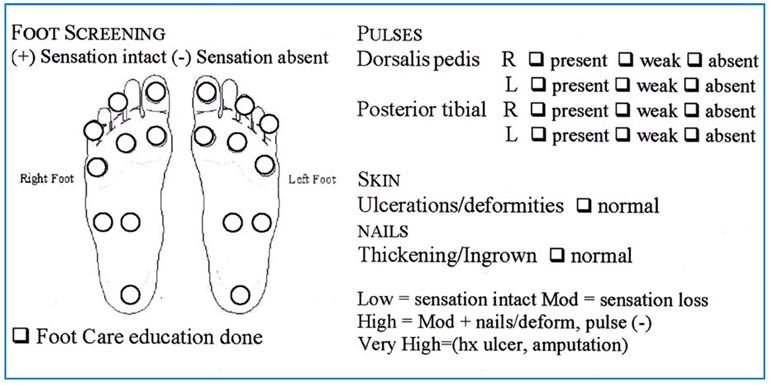 FOOT SCREENING
(+) Sensation intact (-) Sensation absent
Right Foot
Left Foot
❑ Foot Care education done
PULSES
Dorsalis pedis R ❑ present ❑ weak ❑ absent
L ❑ present ❑ weak ❑ absent
Posterior tibial R ❑ present ❑ weak ❑ absent
L ❑ present ❑ weak ❑ absent
SKIN
Ulcerations/deformities ❑ normal
NAILS
Thickening/Ingrown ❑ normal
Low = sensation intact Mod = sensation loss
High = Mod + nails/deform, pulse (-)
Very High=(hx ulcer, amputation)